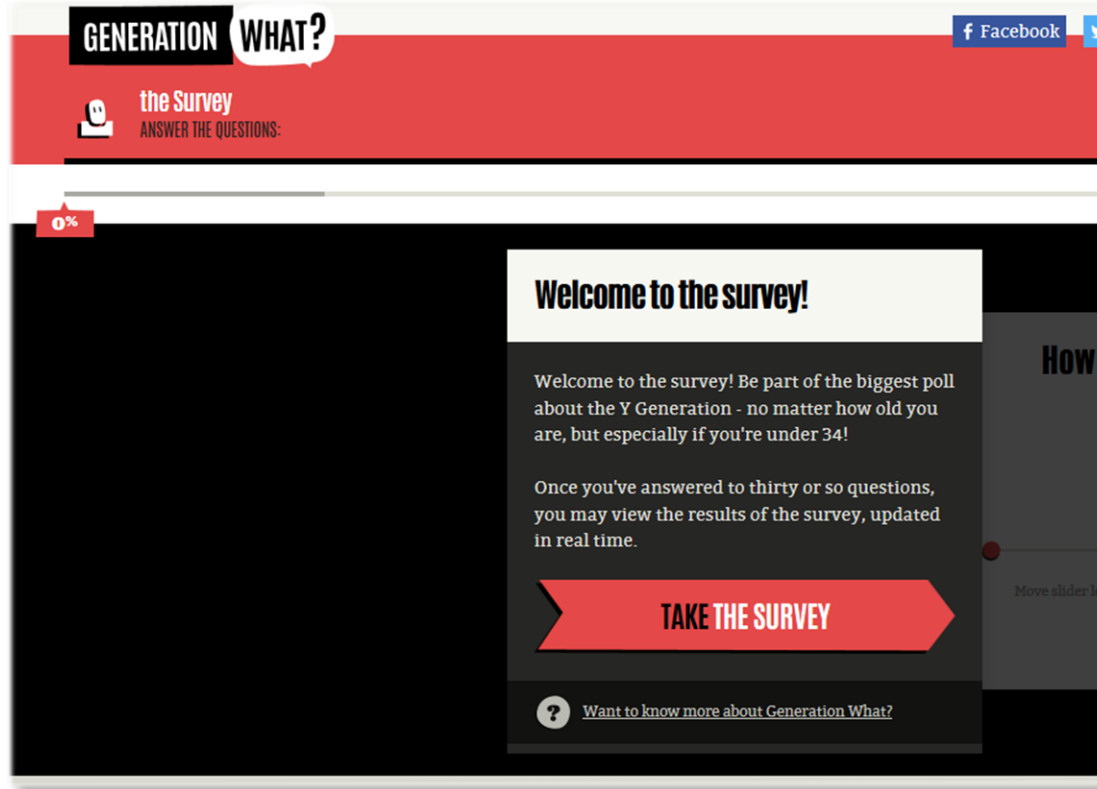 GENERATION WHAT?
f Facebook
the Survey
ANSWER THE QUESTIONS:
0%
Welcome to the survey!
How
Welcome to the survey! Be part of the biggest poll
about the Y Generation - no matter how old you
are, but especially if you're under 34!
Once you've answered to thirty or so questions,
you may view the results of the survey, updated
in real time.
Move slider
TAKE THE SURVEY
? Want to know more about Generation What?